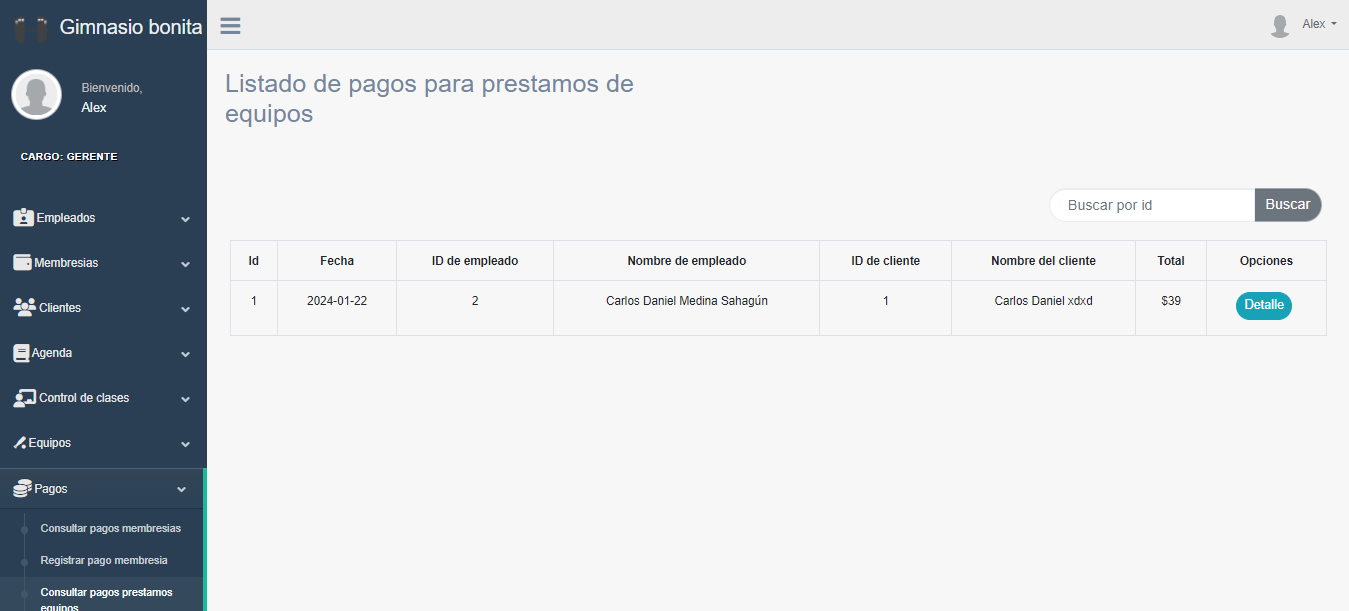 Gimnasio bonita
Alex
Bienvenido,
Alex
CARGO: GERENTE
Empleados
Membresias
Clientes
Agenda
Control de clases
Equipos
Pagos
Consultar pagos membresias
Registrar pago membresia
Consultar pagos prestamos
equipos
Listado de pagos para prestamos de
equipos
Buscar por id Buscar
Id Fecha ID de empleado Nombre de empleado ID de cliente Nombre del cliente Total Opciones
1 2024-01-22 2 Carlos Daniel Medina Sahagún 1 Carlos Daniel xdxd $39 Detalle